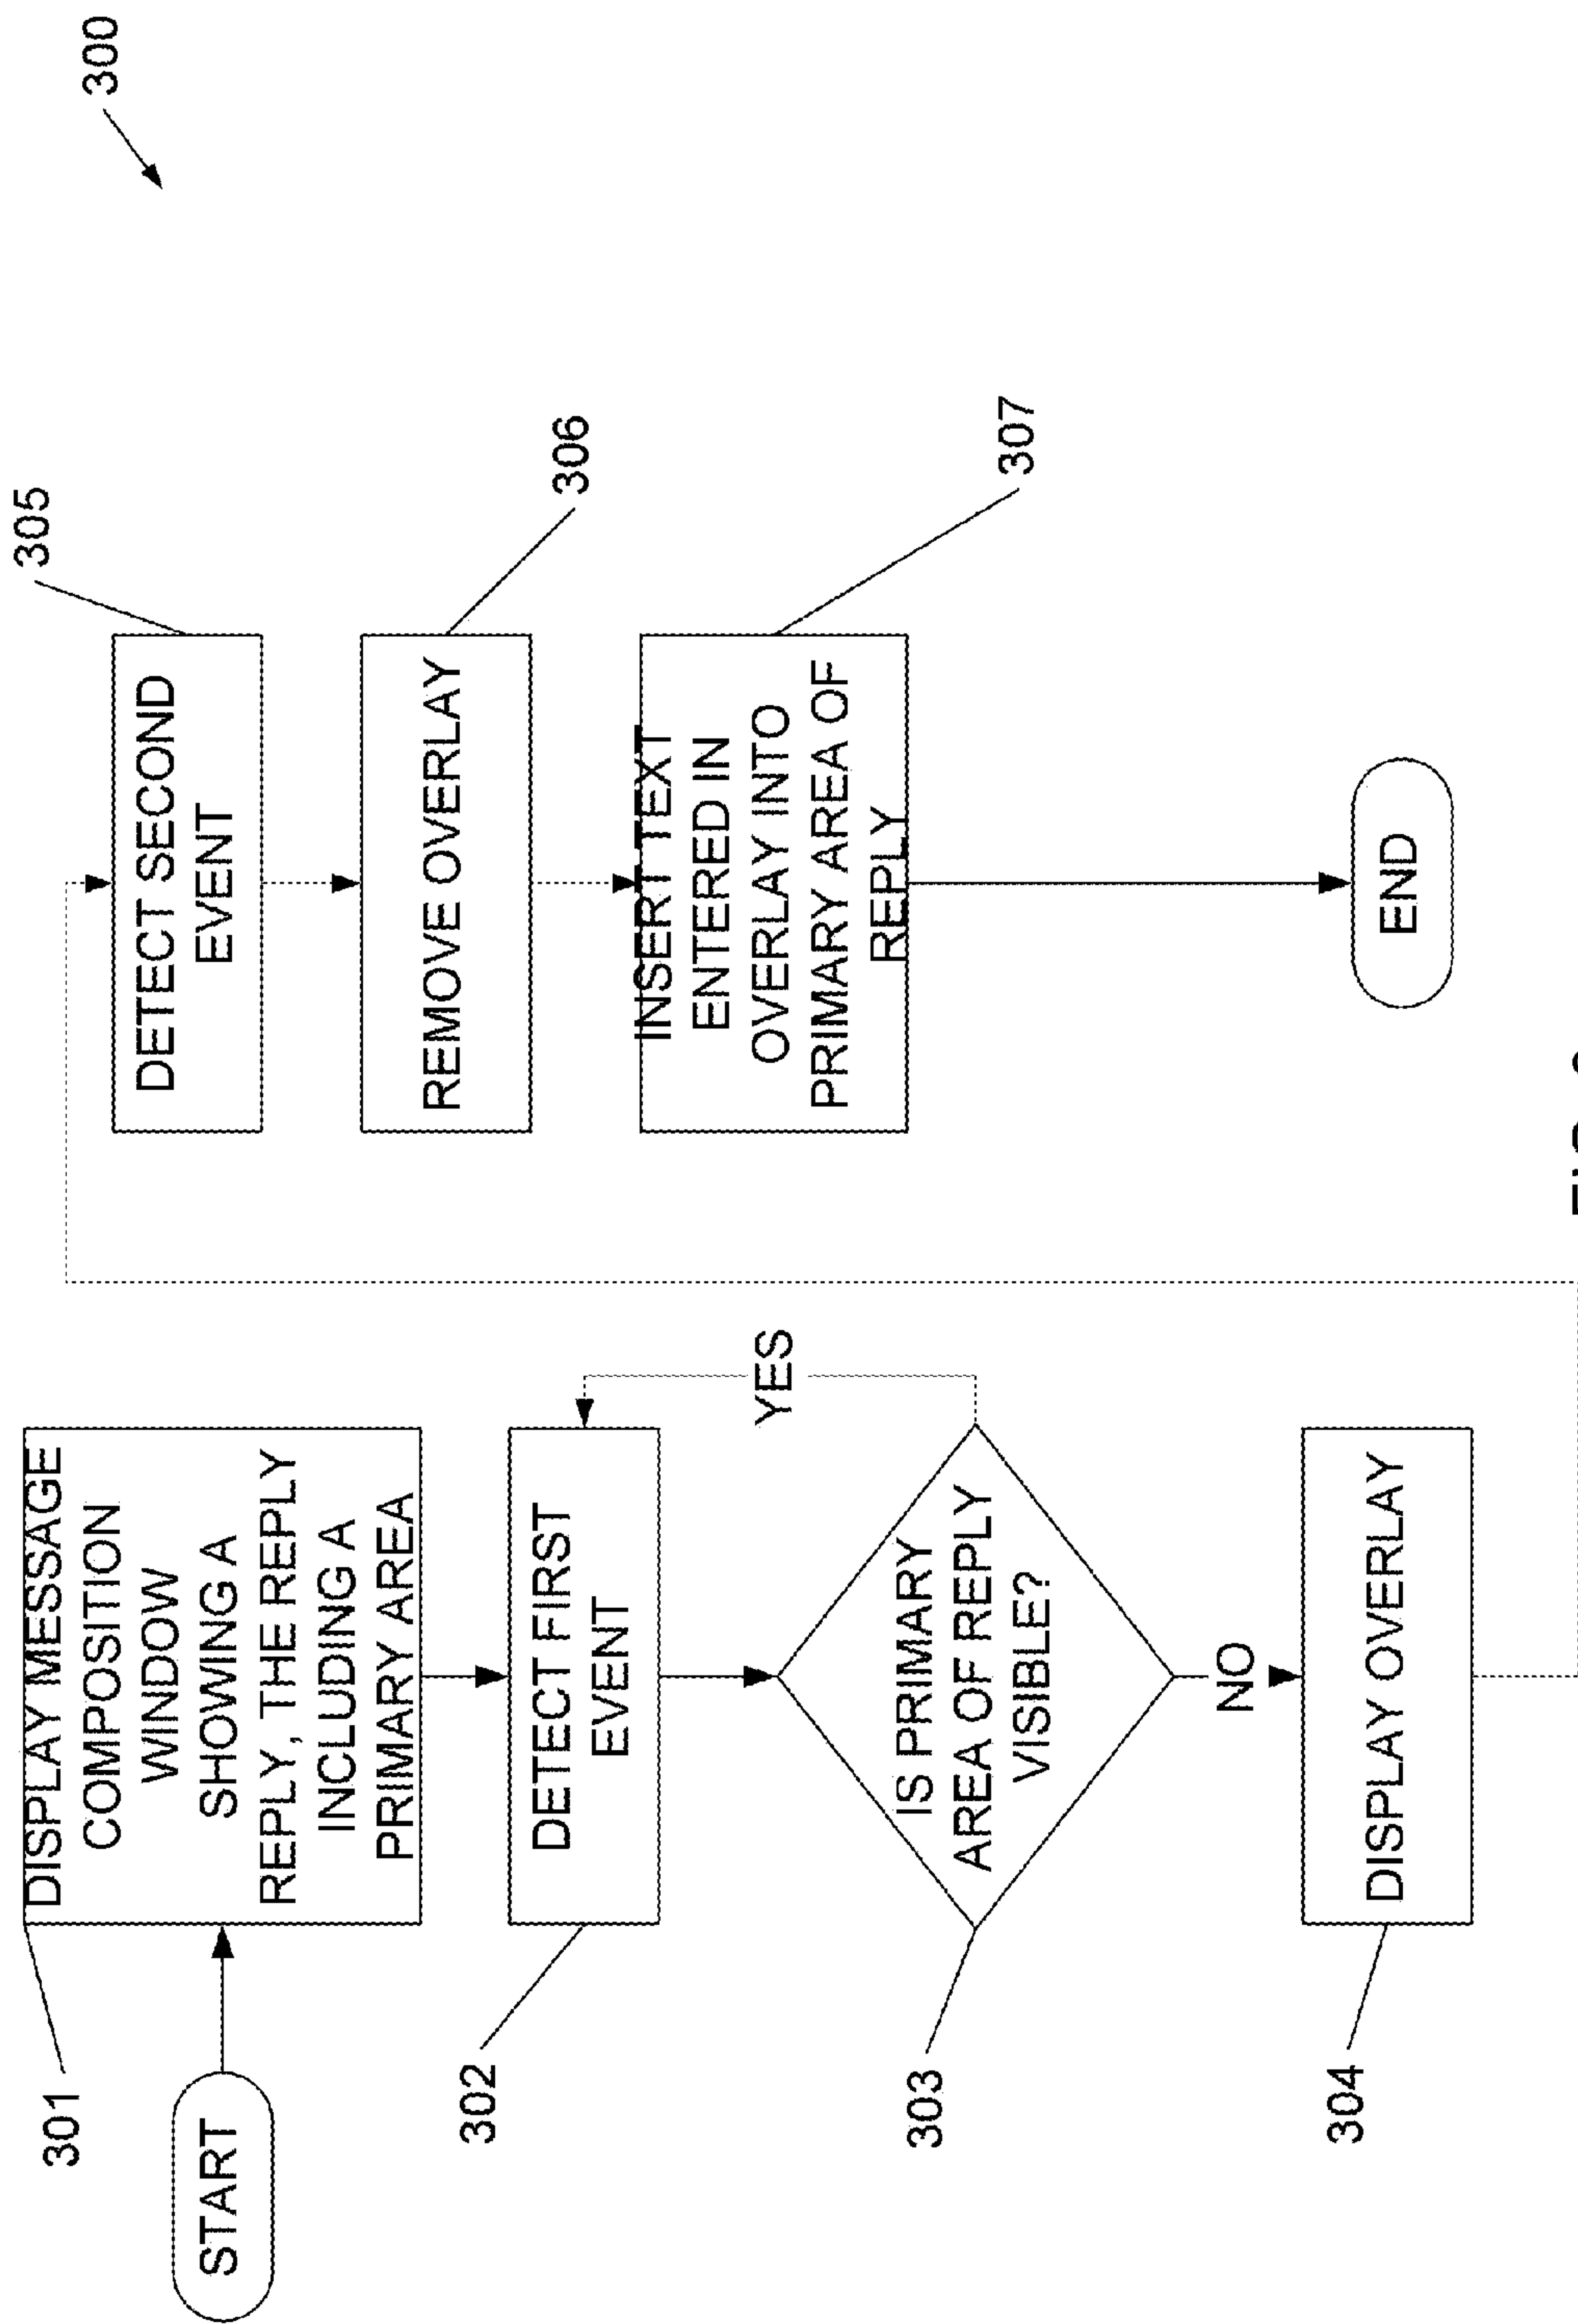 300
START
301
DISPLAY MESSAGE
COMPOSITION
WINDOW
SHOWING A
REPLY, THE REPLY
INCLUDING A
PRIMARY AREA
302
DETECT FIRST
EVENT
303
IS PRIMARY
AREA OF REPLY
VISIBLE?
YES
NO
304
DISPLAY OVERLAY
305
DETECT SECOND
EVENT
306
REMOVE OVERLAY
307
INSERT TEXT
ENTERED IN
OVERLAY INTO
PRIMARY AREA OF
REPLY
END